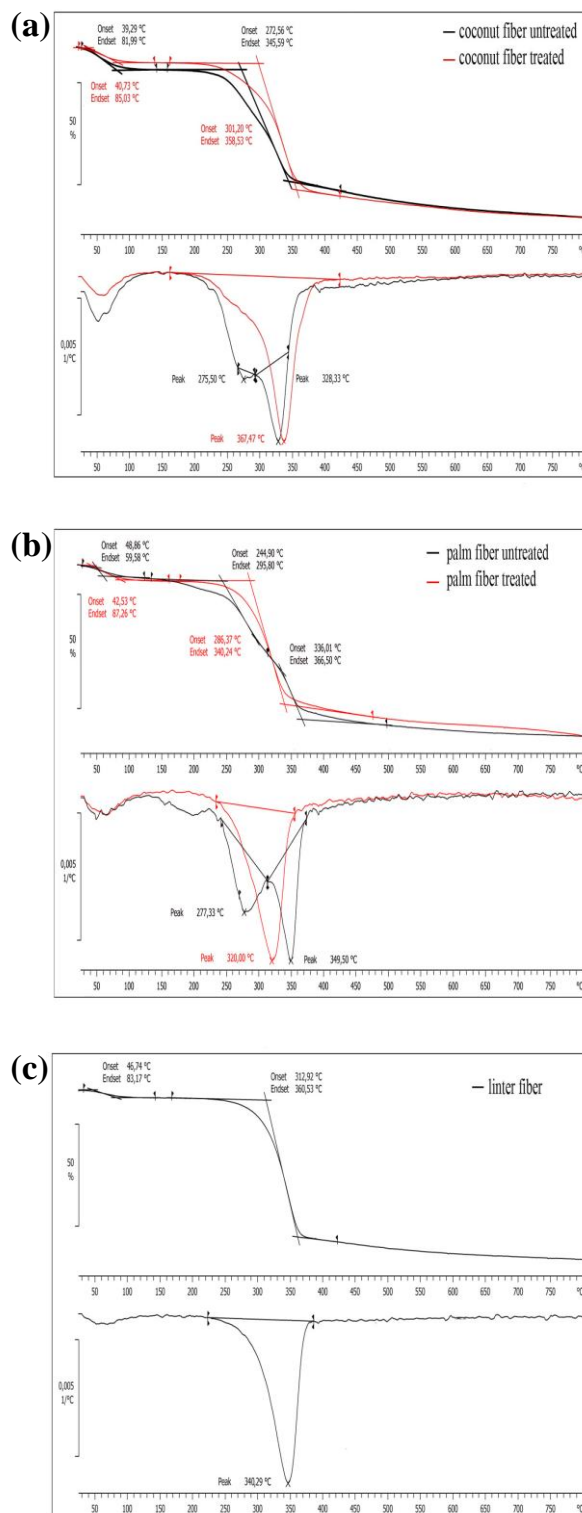 (a)
Onset 39,29 °C
Endset 81,99 °C
Onset 272,56 °C
Endset 345,59 °C
coconut fiber untreated
coconut fiber treated
Onset 40,73 °C
Endset 85,03 °C
50
%
Onset 301,20 °C
Endset 358,53 °C
50 100 150 200 250 300 350 400 450 500 550 600 650 700 750 °C
0,005
1/°C
Peak 275,50 °C
Peak 328,33 °C
Peak 367,47 °C
50 100 150 200 250 300 350 400 450 500 550 600 650 700 750 °C
(b)
Onset 48,86 °C
Endset 59,58 °C
Onset 244,90 °C
Endset 295,80 °C
palm fiber untreated
palm fiber treated
Onset 42,53 °C
Endset 87,26 °C
50
%
Onset 286,37 °C
Endset 340,24 °C
Onset 336,01 °C
Endset 366,50 °C
50 100 150 200 250 300 350 400 450 500 550 600 650 700 750 °C
0,005
1/°C
Peak 277,33 °C
Peak 320,00 °C
Peak 349,50 °C
50 100 150 200 250 300 350 400 450 500 550 600 650 700 750 °C
(c)
Onset 46,74 °C
Endset 83,17 °C
Onset 312,92 °C
Endset 360,53 °C
linter fiber
50
%
50 100 150 200 250 300 350 400 450 500 550 600 650 700 750 °C
0,005
1/°C
Peak 340,29 °C
50 100 150 200 250 300 350 400 450 500 550 600 650 700 750 °C